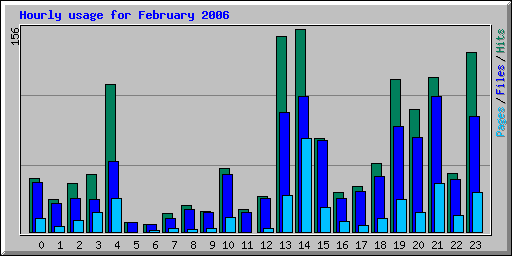 Hourly usage for February 2006
156
Pages / Files / Hits
0 1 2 3 4 5 6 7 8 9 10 11 12 13 14 15 16 17 18 19 20 21 22 23